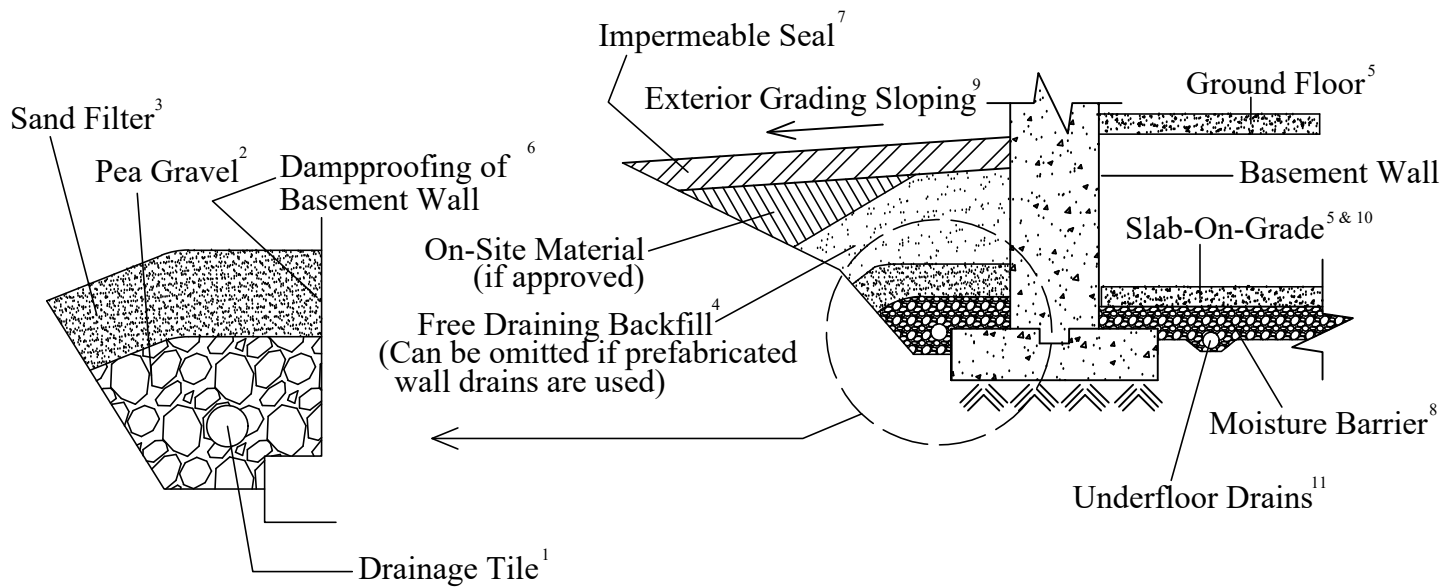 Impermeable Seal7
Exterior Grading Sloping9
Ground Floor5
Sand Filter3
Pea Gravel2
Dampproofing of 6
Basement Wall
Basement Wall
On-Site Material
(if approved)
Slab-On-Grade5 & 10
Free Draining Backfill4
(Can be omitted if prefabricated
wall drains are used)
Moisture Barrier8
Underfloor Drains11
Drainage Tile1